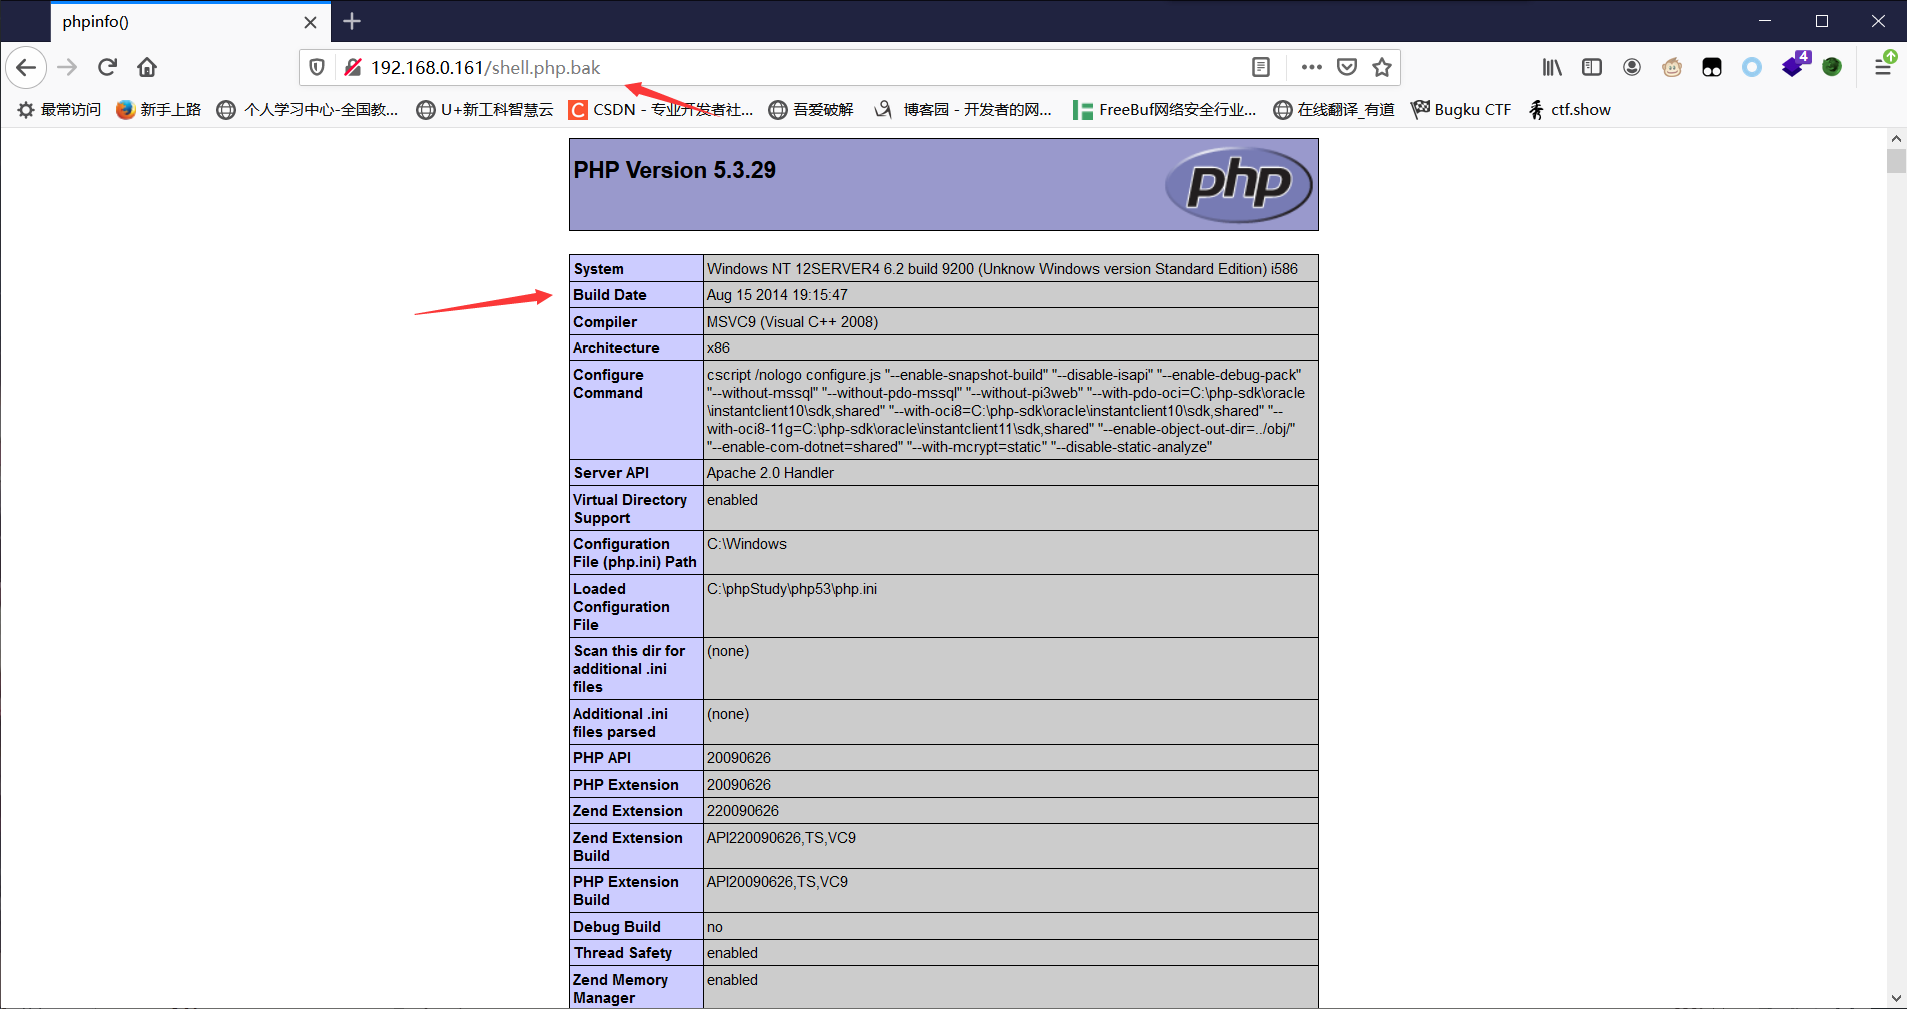 phpinfo()
192.168.0.161/shell.php.bak
4
最常访问 新手上路 个人学习中心-全国教... U+新工科智慧云 CSDN - 专业开发者社... 吾爱破解 博客园 - 开发者的网... FreeBuf网络安全行业... 在线翻译_有道 Bugku CTF ctf.show
PHP Version 5.3.29
php
System Windows NT 12SERVER4 6.2 build 9200 (Unknow Windows version Standard Edition) i586
Build Date Aug 15 2014 19:15:47
Compiler MSVC9 (Visual C++ 2008)
Architecture x86
Configure Command
cscript /nologo configure.js "--enable-snapshot-build" "--disable-isapi" "--enable-debug-pack"
"--without-mssql" "--without-pdo-mssql" "--without-pi3web" "--with-pdo-oci=C:\php-sdk\oracle
\instantclient10\sdk,shared" "--with-oci8=C:\php-sdk\oracle\instantclient10\sdk,shared" "--
with-oci8-11g=C:\php-sdk\oracle\instantclient11\sdk,shared" "--enable-object-out-dir=../obj/"
"--enable-com-dotnet=shared" "--with-mcrypt=static" "--disable-static-analyze"
Server API Apache 2.0 Handler
Virtual Directory
Support
enabled
Configuration
File (php.ini) Path
C:\Windows
Loaded
Configuration
File
C:\phpStudy\php53\php.ini
Scan this dir for
additional .ini
files
(none)
Additional .ini
files parsed
(none)
PHP API 20090626
PHP Extension 20090626
Zend Extension 220090626
Zend Extension
Build
API220090626,TS,VC9
PHP Extension
Build
API20090626,TS,VC9
Debug Build no
Thread Safety enabled
Zend Memory
Manager
enabled